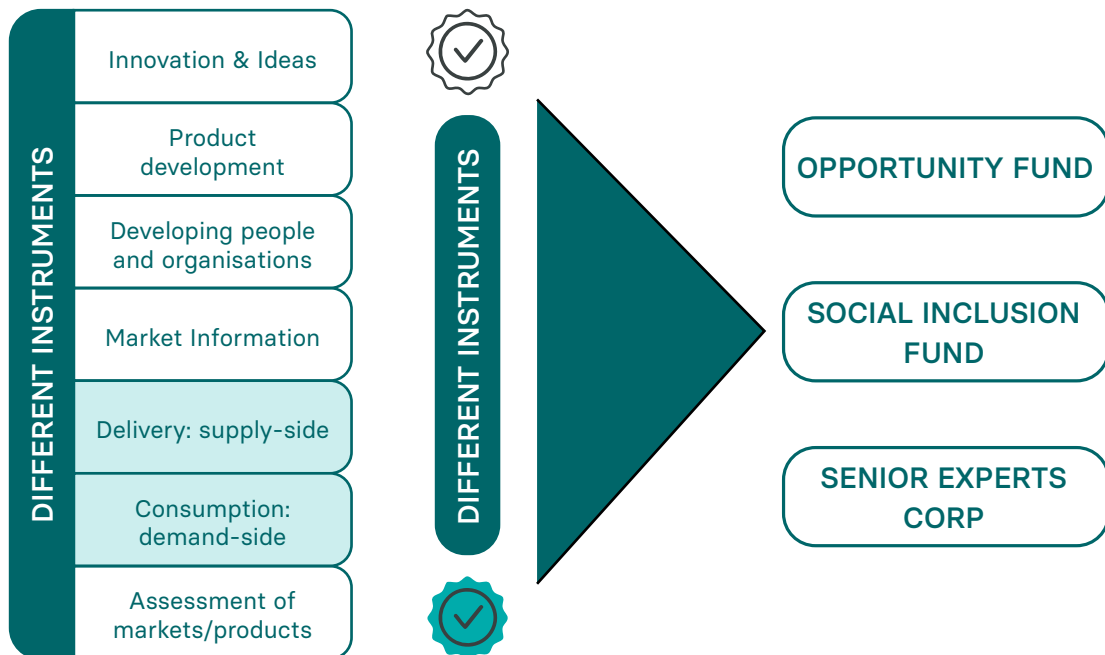 DIFFERENT INSTRUMENTS
Innovation & Ideas
Product
development
Developing people
and organisations
Market Information
Delivery: supply-side
Consumption:
demand-side
Assessment of
markets/products
DIFFERENT INSTRUMENTS
OPPORTUNITY FUND
SOCIAL INCLUSION
FUND
SENIOR EXPERTS
CORP